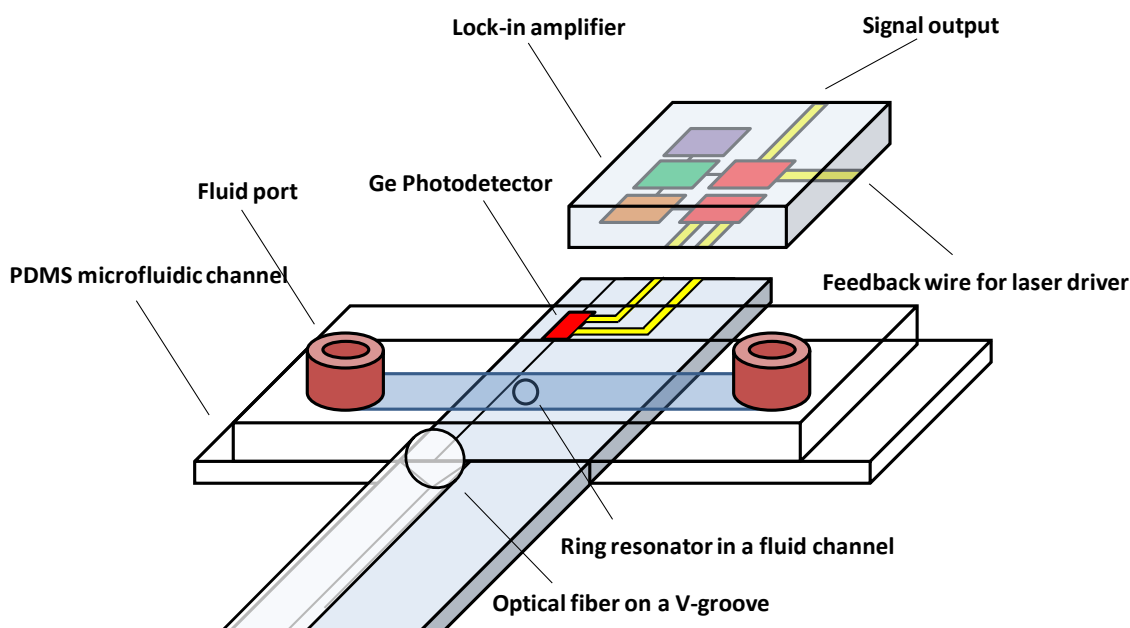 Lock-in amplifier
Signal output
Ge Photodetector
Fluid port
PDMS microfluidic channel
Feedback wire for laser driver
Ring resonator in a fluid channel
Optical fiber on a V-groove